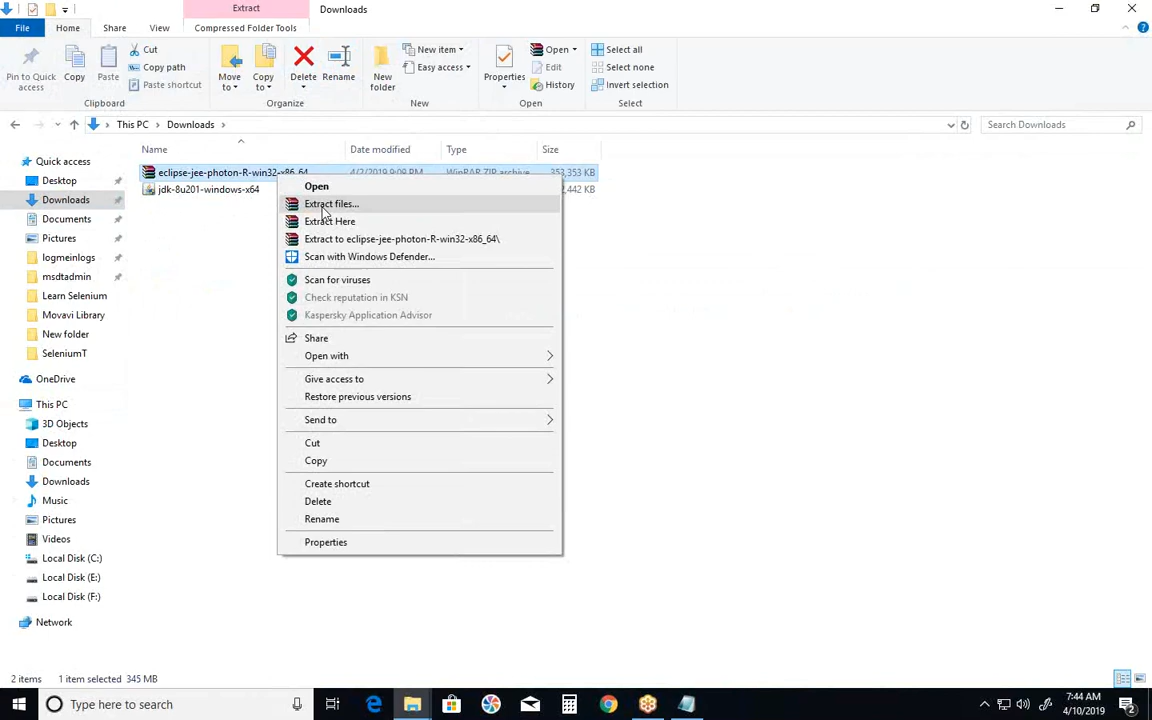 Extract
Downloads
File
Home
Share
View
Compressed Folder Tools
Pin to Quick access
Copy
Paste
Cut
Copy path
Paste shortcut
Clipboard
Move to
Copy to
Delete
Rename
Organize
New folder
New item
Easy access
New
Properties
Open
Edit
History
Open
Select all
Select none
Invert selection
Select
This PC
Downloads
Search Downloads
Name
Date modified
Type
Size
eclipse-jee-photon-R-win32-x86_64
4/2/2019 9:09 PM
WinRAR ZIP archive
353,353 KB
jdk-8u201-windows-x64
,442 KB
Quick access
Desktop
Downloads
Documents
Pictures
logmeinlogs
msdtadmin
Learn Selenium
Movavi Library
New folder
SeleniumT
OneDrive
This PC
3D Objects
Desktop
Documents
Downloads
Music
Pictures
Videos
Local Disk (C:)
Local Disk (E:)
Local Disk (F:)
Network
Open
Extract files...
Extract Here
Extract to eclipse-jee-photon-R-win32-x86_64\
Scan with Windows Defender...
Scan for viruses
Check reputation in KSN
Kaspersky Application Advisor
Share
Open with
Give access to
Restore previous versions
Send to
Cut
Copy
Create shortcut
Delete
Rename
Properties
2 items
1 item selected 345 MB
Type here to search
7:44 AM
4/10/2019
2